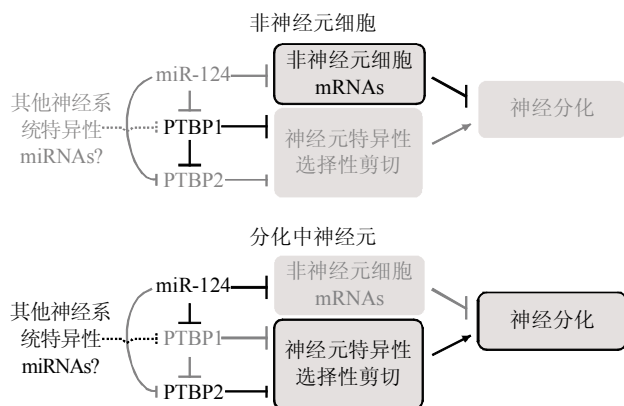 非神经元细胞
miR-124
非神经元细胞
mRNAs
其他神经系
统特异性
miRNAs?
PTBP1
神经元特异性
选择性剪切
神经分化
PTBP2
分化中神经元
miR-124
非神经元细胞
mRNAs
其他神经系
统特异性
miRNAs?
PTBP1
神经元特异性
选择性剪切
神经分化
PTBP2